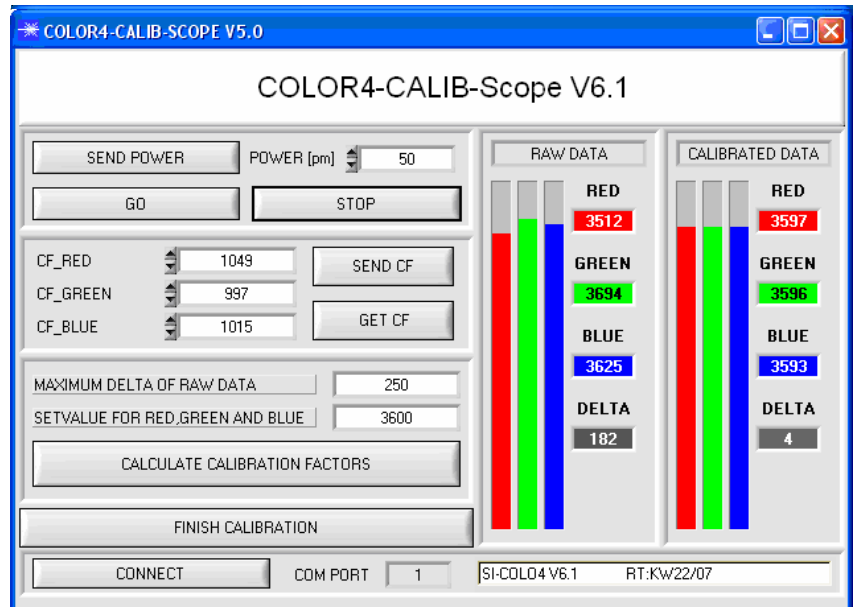 COLOR4-CALIB-SCOPE V5.0
COLOR4-CALIB-Scope V6.1
SEND POWER POWER [pm] 50
GO STOP
CF_RED 1049 SEND CF
CF_GREEN 997
CF_BLUE 1015 GET CF
MAXIMUM DELTA OF RAW DATA 250
SETVALUE FOR RED,GREEN AND BLUE 3600
CALCULATE CALIBRATION FACTORS
FINISH CALIBRATION
RAW DATA
RED
3512
GREEN
3694
BLUE
3625
DELTA
182
CALIBRATED DATA
RED
3597
GREEN
3596
BLUE
3593
DELTA
4
CONNECT COM PORT 1 SI-COLO4 V6.1 RT:KW22/07